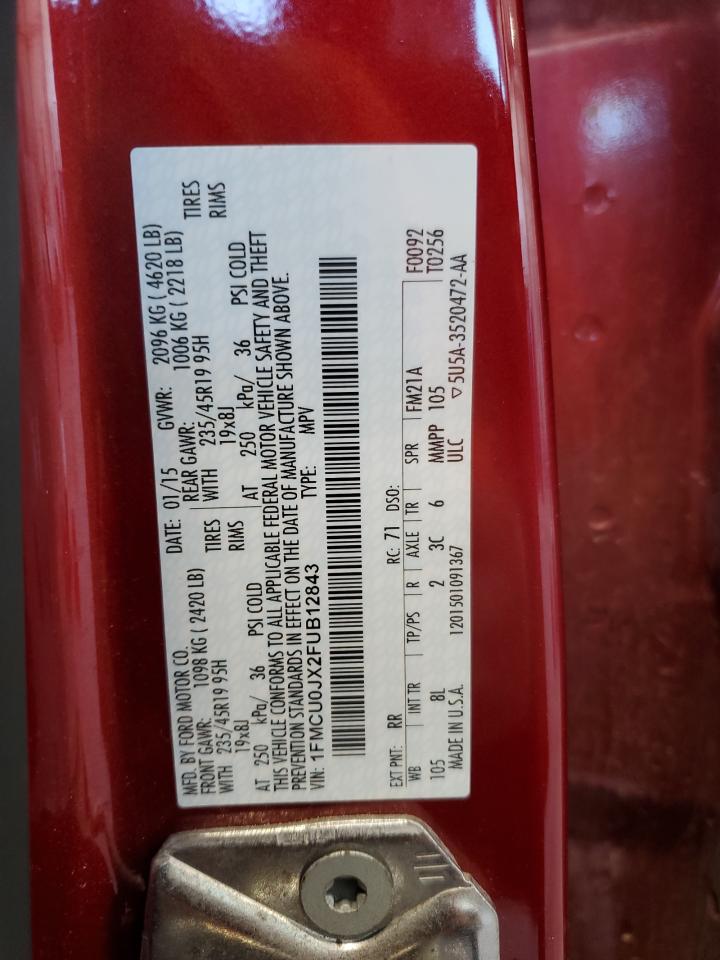 MFD. BY FORD MOTOR CO. DATE: 01/15 GVWR: 2096 KG ( 4620 LB)
FRONT GAWR: 1098 KG ( 2420 LB) REAR GAWR: 1006 KG ( 2218 LB)
WITH 235/45R19 95H TIRES WITH 235/45R19 95H TIRES
19x8J RIMS 19x8J RIMS
AT 250 kPa/ 36 PSI COLD AT 250 kPa/ 36 PSI COLD
THIS VEHICLE CONFORMS TO ALL APPLICABLE FEDERAL MOTOR VEHICLE SAFETY AND THEFT
PREVENTION STANDARDS IN EFFECT ON THE DATE OF MANUFACTURE SHOWN ABOVE.
VIN: 1FMCU0JX2FUB12843 TYPE: MPV
EXT PNT: RR RC: 71 DSO: F0092
WB INT TR TP/PS R AXLE TR SPR FM21A T0256
105 8L 2 3C 6 MMPP 105
MADE IN U.S.A. 1201501091367 ULC ▽5U5A-3520472-AA